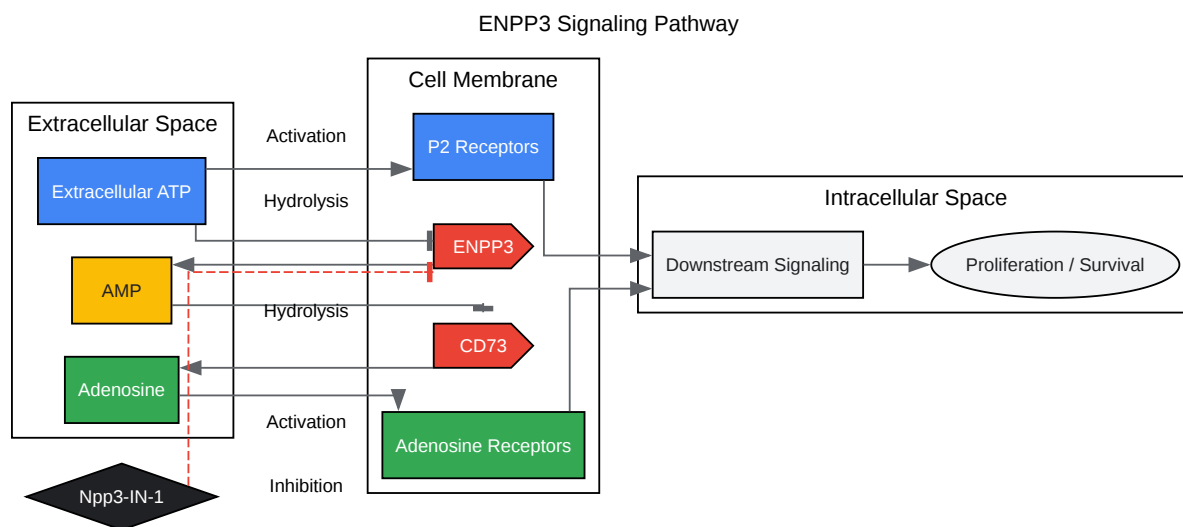 ENPP3 Signaling Pathway
Cell Membrane
Extracellular Space
Activation
P2 Receptors
Extracellular ATP
Hydrolysis
Intracellular Space
ENPP3
Downstream Signaling
Proliferation / Survival
AMP
Hydrolysis
CD73
Adenosine
Activation
Adenosine Receptors
Npp3-IN-1
Inhibition